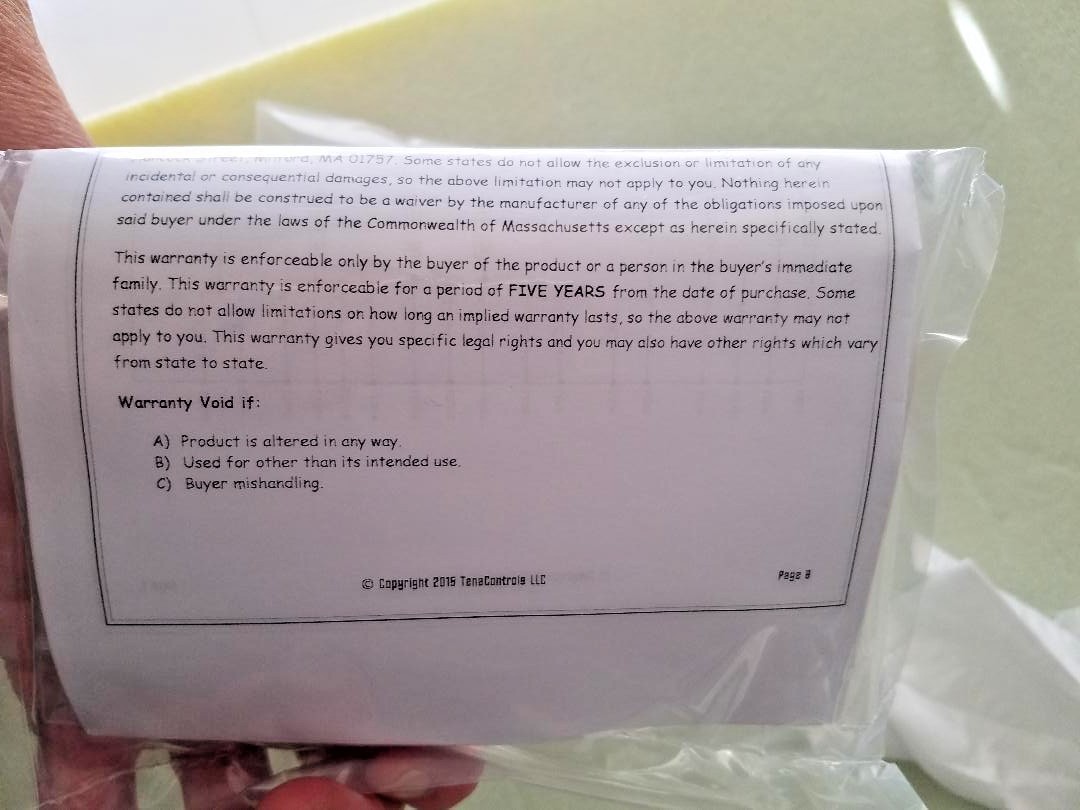 Street, Milford, MA 01757. Some states do not allow the exclusion or limitation of any
incidental or consequential damages, so the above limitation may not apply to you. Nothing herein
contained shall be construed to be a waiver by the manufacturer of any of the obligations imposed upon
said buyer under the laws of the Commonwealth of Massachusetts except as herein specifically stated.
This warranty is enforceable only by the buyer of the product or a person in the buyer's immediate
family. This warranty is enforceable for a period of FIVE YEARS from the date of purchase. Some
states do not allow limitations on how long an implied warranty lasts, so the above warranty may not
apply to you. This warranty gives you specific legal rights and you may also have other rights which vary
from state to state.
Warranty Void if:
A) Product is altered in any way.
B) Used for other than its intended use.
C) Buyer mishandling.
© Copyright 2015 TenaControls LLC
Page